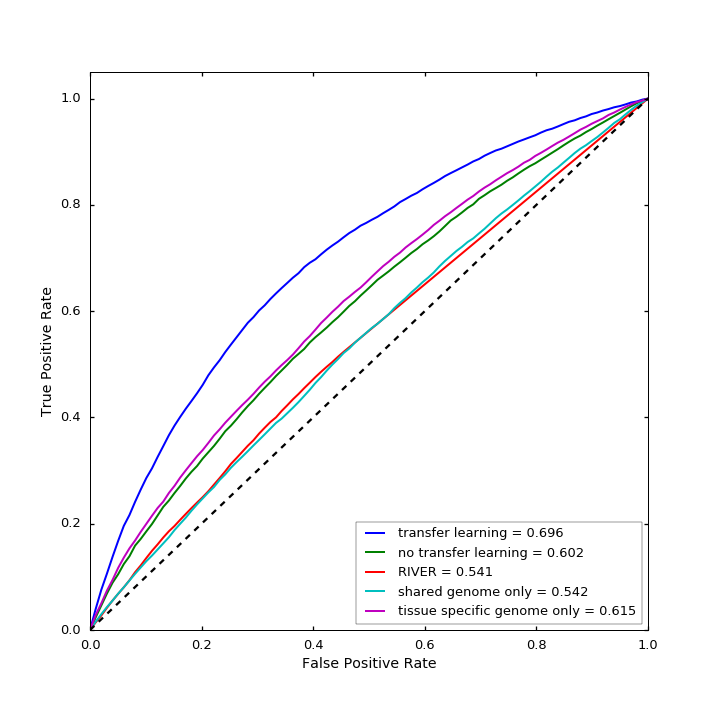 1.0
0.8
0.6
0.4
0.2
0.0
True Positive Rate
0.0 0.2 0.4 0.6 0.8 1.0
False Positive Rate
transfer learning = 0.696
no transfer learning = 0.602
RIVER = 0.541
shared genome only = 0.542
tissue specific genome only = 0.615